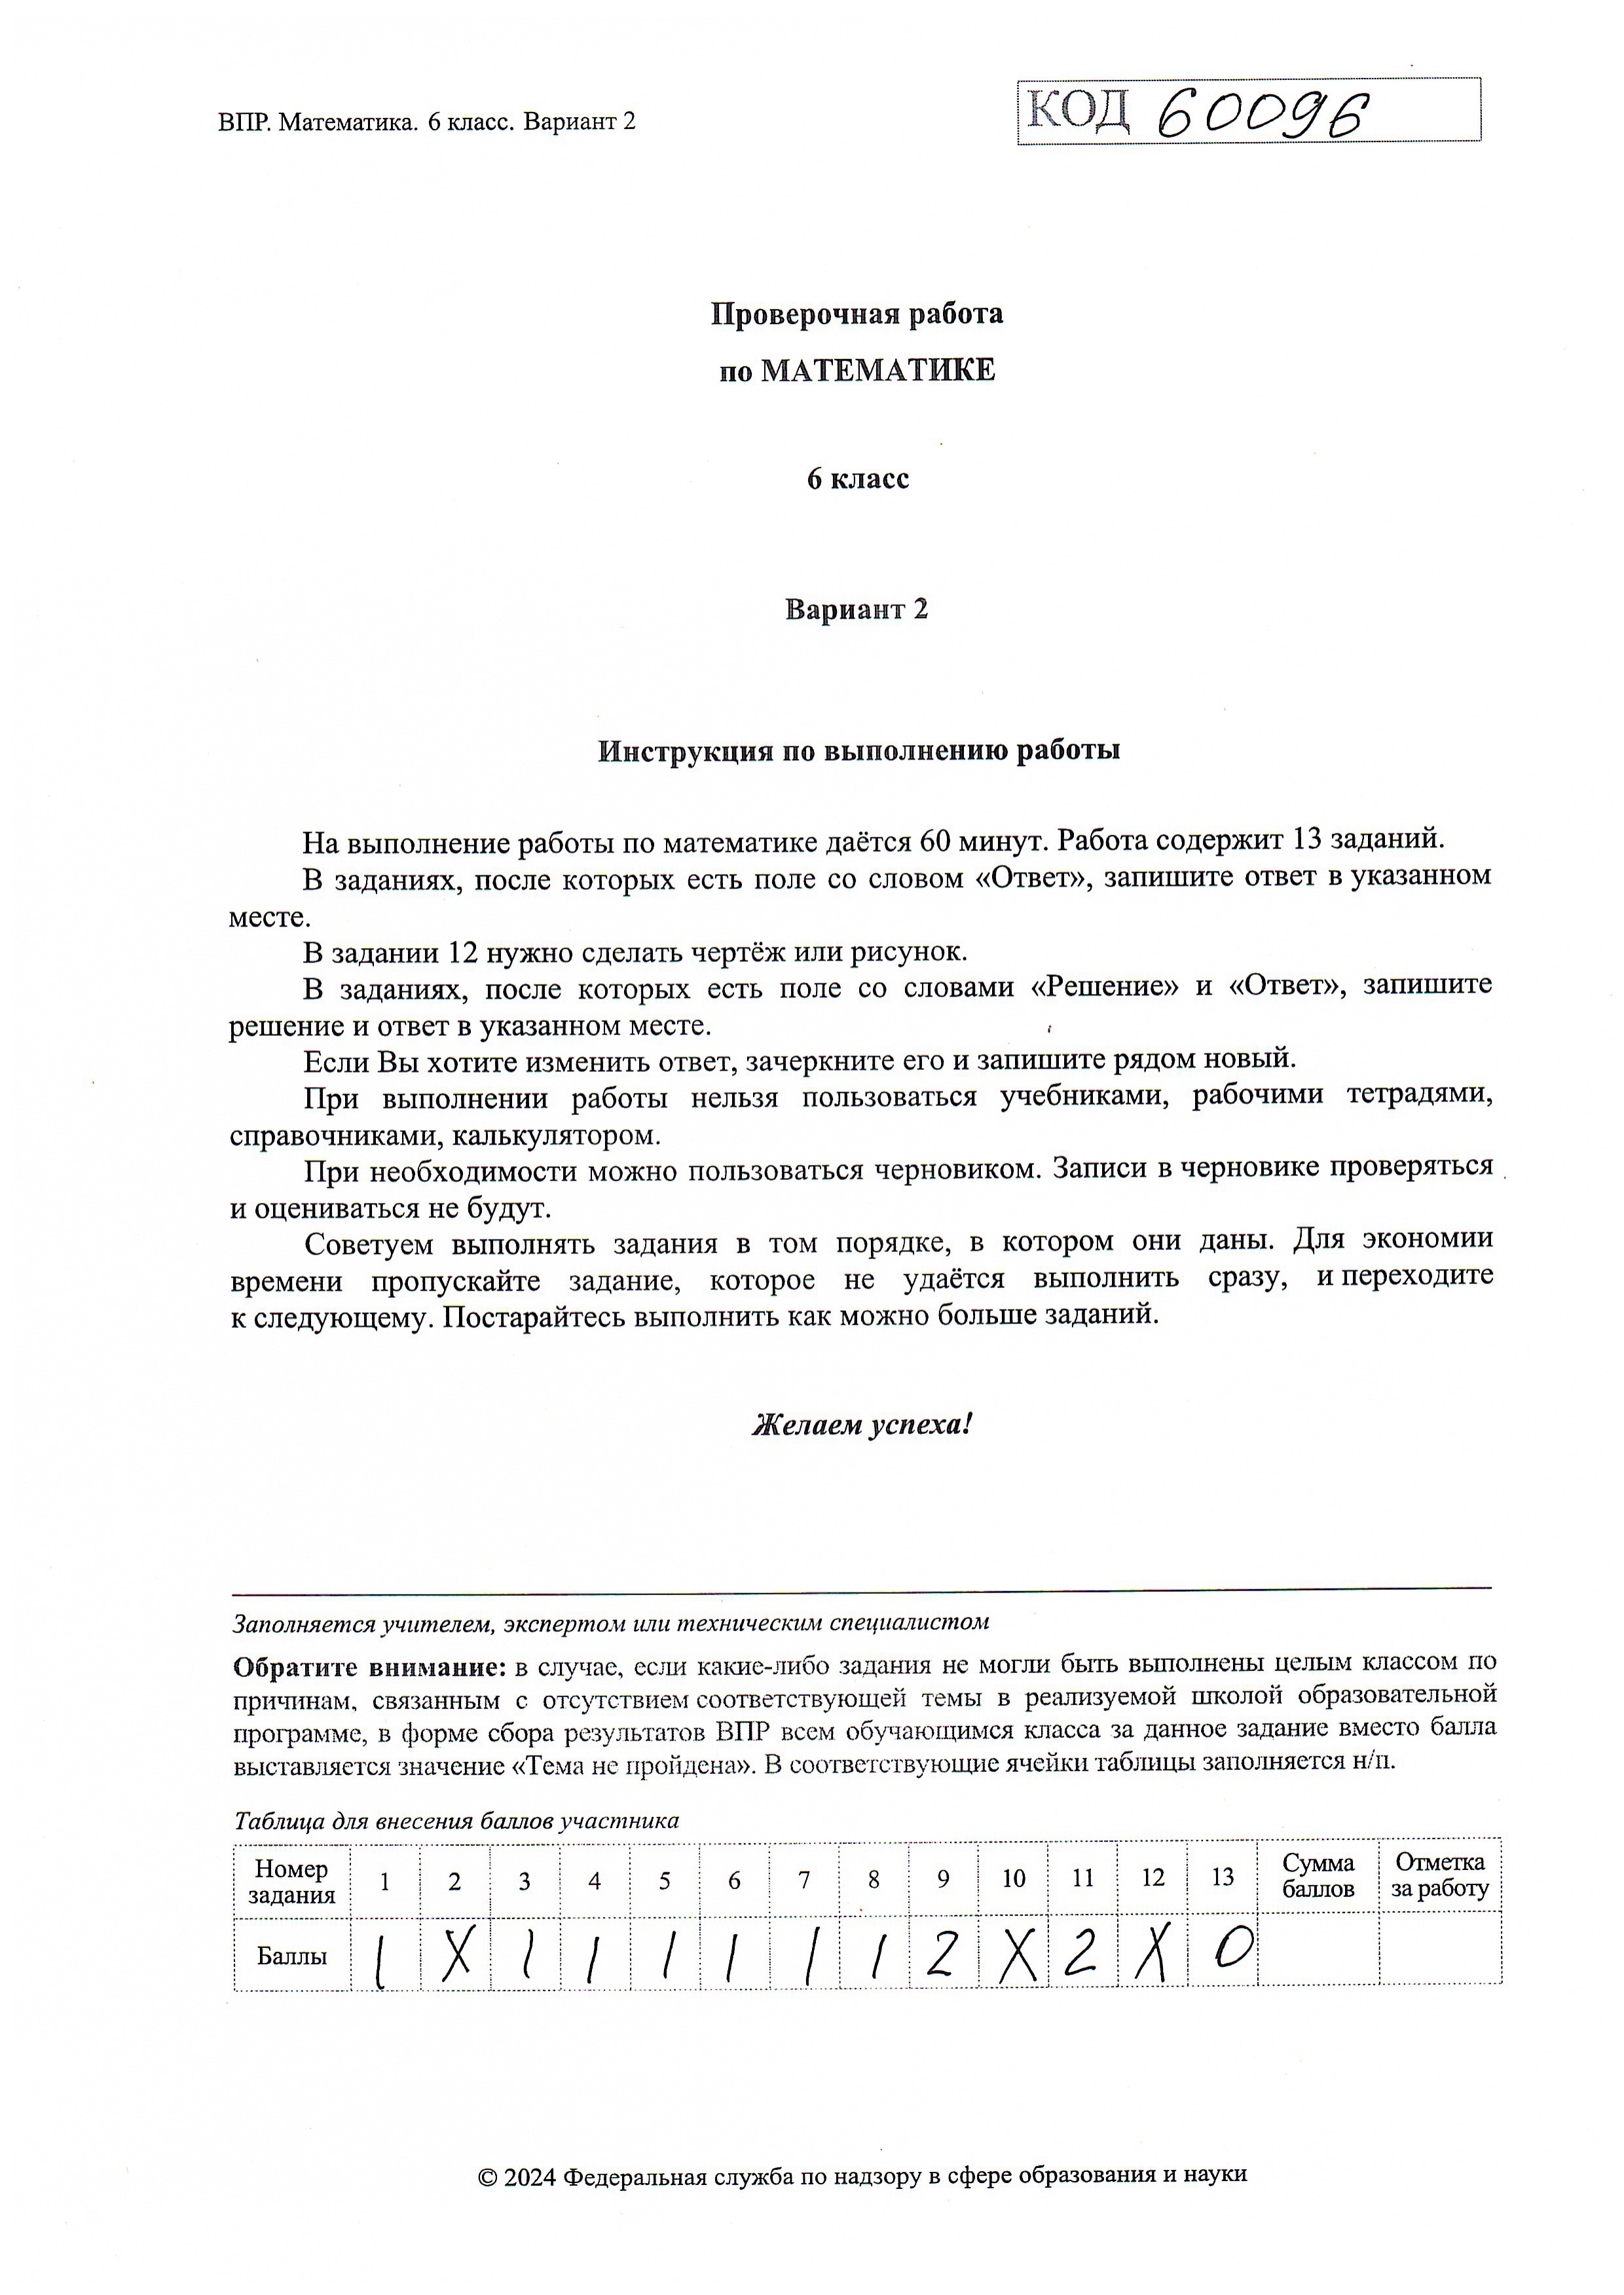 ВПР. Математика. 6 класс. Вариант 2
КОД 60096
Проверочная работа
по МАТЕМАТИКЕ
6 класс
Вариант 2
Инструкция по выполнению работы
На выполнение работы по математике даётся 60 минут. Работа содержит 13 заданий.
В заданиях, после которых есть поле со словом «Ответ», запишите ответ в указанном
месте.
В задании 12 нужно сделать чертёж или рисунок.
В заданиях, после которых есть поле со словами «Решение» и «Ответ», запишите
решение и ответ в указанном месте.
Если Вы хотите изменить ответ, зачеркните его и запишите рядом новый.
При выполнении работы нельзя пользоваться учебниками, рабочими тетрадями,
справочниками, калькулятором.
При необходимости можно пользоваться черновиком. Записи в черновике проверяться
и оцениваться не будут.
Советуем выполнять задания в том порядке, в котором они даны. Для экономии
времени пропускайте задание, которое не удаётся выполнить сразу, и переходите
к следующему. Постарайтесь выполнить как можно больше заданий.
Желаем успеха!
Заполняется учителем, экспертом или техническим специалистом
Обратите внимание: в случае, если какие-либо задания не могли быть выполнены целым классом по
причинам, связанным с отсутствием соответствующей темы в реализуемой школой образовательной
программе, в форме сбора результатов ВПР всем обучающимся класса за данное задание вместо балла
выставляется значение «Тема не пройдена». В соответствующие ячейки таблицы заполняется н/п.
Таблица для внесения баллов участника
Номер задания 1 2 3 4 5 6 7 8 9 10 11 12 13 Сумма баллов Отметка за работу
Баллы 1 X 1 1 1 1 1 1 2 X 2 X 0
© 2024 Федеральная служба по надзору в сфере образования и науки